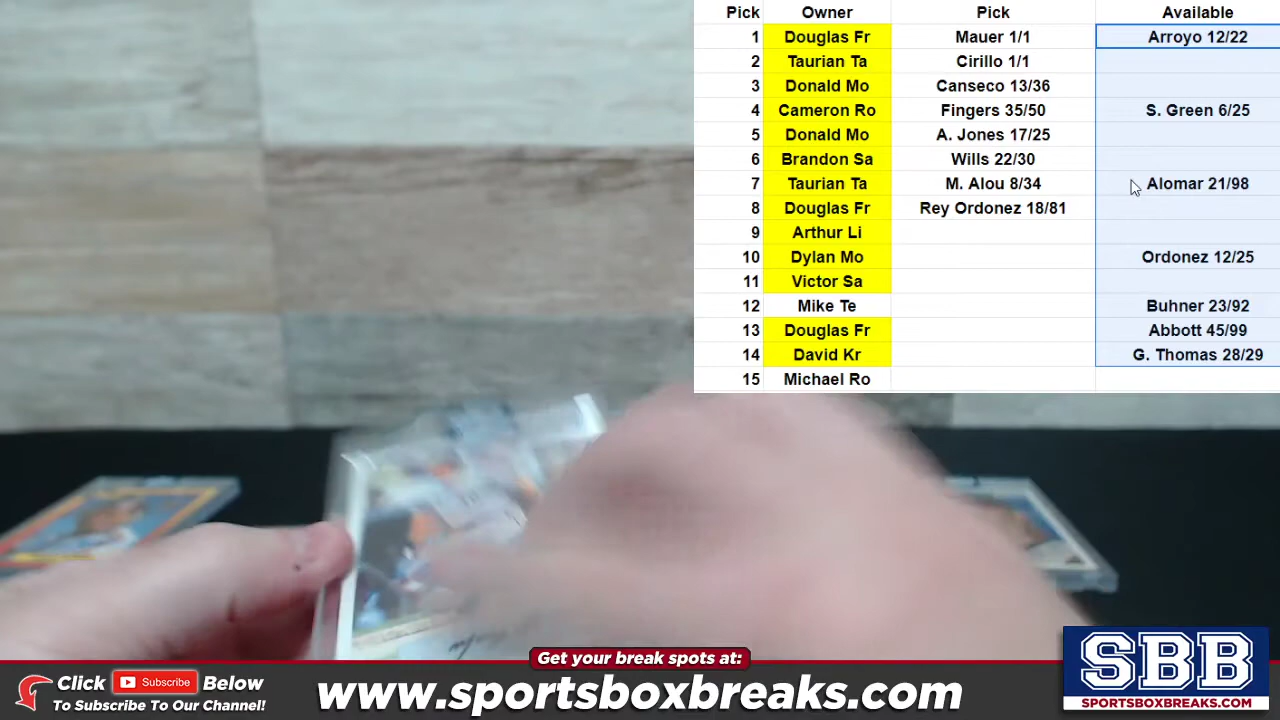 Pick Owner Pick Available
1 Douglas Fr Mauer 1/1 Arroyo 12/22
2 Taurian Ta Cirillo 1/1
3 Donald Mo Canseco 13/36
4 Cameron Ro Fingers 35/50 S. Green 6/25
5 Donald Mo A. Jones 17/25
6 Brandon Sa Wills 22/30
7 Taurian Ta M. Alou 8/34 Alomar 21/98
8 Douglas Fr Rey Ordonez 18/81
9 Arthur Li
10 Dylan Mo Ordonez 12/25
11 Victor Sa
12 Mike Te Buhner 23/92
13 Douglas Fr Abbott 45/99
14 David Kr G. Thomas 28/29
15 Michael Ro
Get your break spots at:
Click Subscribe Below
To Subscribe To Our Channel!
www.sportsboxbreaks.com
SBB
SPORTSBOXBREAKS.COM